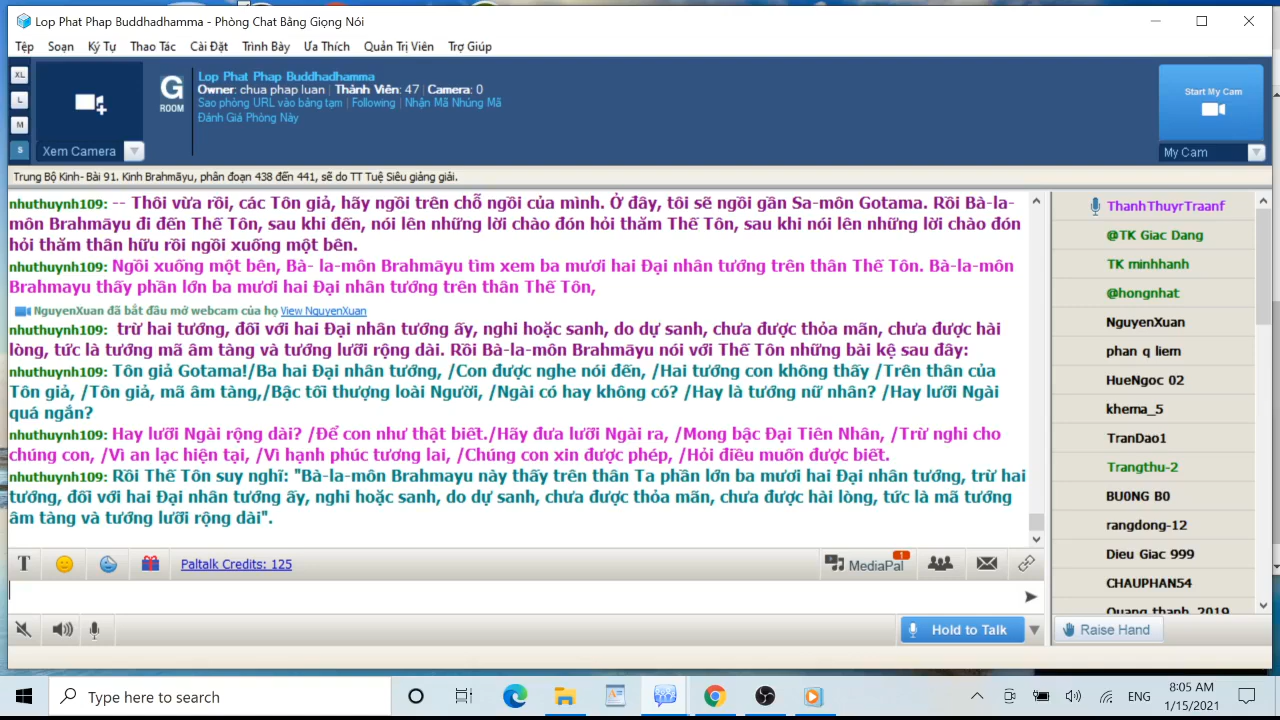 Lop Phat Phap Buddhadhamma - Phòng Chat Bằng Giọng Nói
Tệp Soạn Ký Tự Thao Tác Cài Đặt Trình Bày Ưa Thích Quản Trị Viên Trợ Giúp
XL
L
M
S
Xem Camera
G
ROOM
Lop Phat Phap Buddhadhamma
Owner: chua phap luan | Thành Viên: 47 | Camera: 0
Sao phòng URL vào bảng tạm | Following | Nhận Mã Nhúng Mã
Đánh Giá Phòng Này
Start My Cam
My Cam
Trung Bộ Kinh- Bài 91. Kinh Brahmāyu, phân đoạn 438 đến 441, sẽ do TT Tuệ Siêu giảng giải.
nhuthuynh109: -- Thôi vừa rồi, các Tôn giả, hãy ngồi trên chỗ ngồi của mình. Ở đây, tôi sẽ ngồi gần Sa-môn Gotama. Rồi Bà-la-
môn Brahmāyu đi đến Thế Tôn, sau khi đến, nói lên những lời chào đón hỏi thăm Thế Tôn, sau khi nói lên những lời chào đón
hỏi thăm thân hữu rồi ngồi xuống một bên.
nhuthuynh109: Ngồi xuống một bên, Bà- la-môn Brahmāyu tìm xem ba mươi hai Đại nhân tướng trên thân Thế Tôn. Bà-la-môn
Brahmayu thấy phần lớn ba mươi hai Đại nhân tướng trên thân Thế Tôn,
NguyenXuan đã bắt đầu mở webcam của họ View NguyenXuan
nhuthuynh109: trừ hai tướng, đối với hai Đại nhân tướng ấy, nghi hoặc sanh, do dự sanh, chưa được thỏa mãn, chưa được hài
lòng, tức là tướng mã âm tàng và tướng lưỡi rộng dài. Rồi Bà-la-môn Brahmāyu nói với Thế Tôn những bài kệ sau đây:
nhuthuynh109: Tôn giả Gotama!/Ba hai Đại nhân tướng, /Con được nghe nói đến, /Hai tướng con không thấy /Trên thân của
Tôn giả, /Tôn giả, mã âm tàng,/Bậc tối thượng loài Người, /Ngài có hay không có? /Hay là tướng nữ nhân? /Hay lưỡi Ngài
quá ngắn?
nhuthuynh109: Hay lưỡi Ngài rộng dài? /Để con như thật biết./Hãy đưa lưỡi Ngài ra, /Mong bậc Đại Tiên Nhân, /Trừ nghi cho
chúng con, /Vì an lạc hiện tại, /Vì hạnh phúc tương lai, /Chúng con xin được phép, /Hỏi điều muốn được biết.
nhuthuynh109: Rồi Thế Tôn suy nghĩ: "Bà-la-môn Brahmāyu này thấy trên thân Ta phần lớn ba mươi hai Đại nhân tướng, trừ hai
tướng, đối với hai Đại nhân tướng ấy, nghi hoặc sanh, do dự sanh, chưa được thỏa mãn, chưa được hài lòng, tức là mã tướng
âm tàng và tướng lưỡi rộng dài".
ThanhThuyrTraanf
@TK Giac Dang
TK minhhanh
@hongnhat
NguyenXuan
phan q liem
HueNgoc 02
khema_5
TranDao1
Trangthu-2
BU0NG B0
rangdong-12
Dieu Giac 999
CHAUPHAN54
Quang thanh_2019
T Paltalk Credits: 125 MediaPal 1
Hold to Talk
Raise Hand
Type here to search
ENG
8:05 AM
1/15/2021